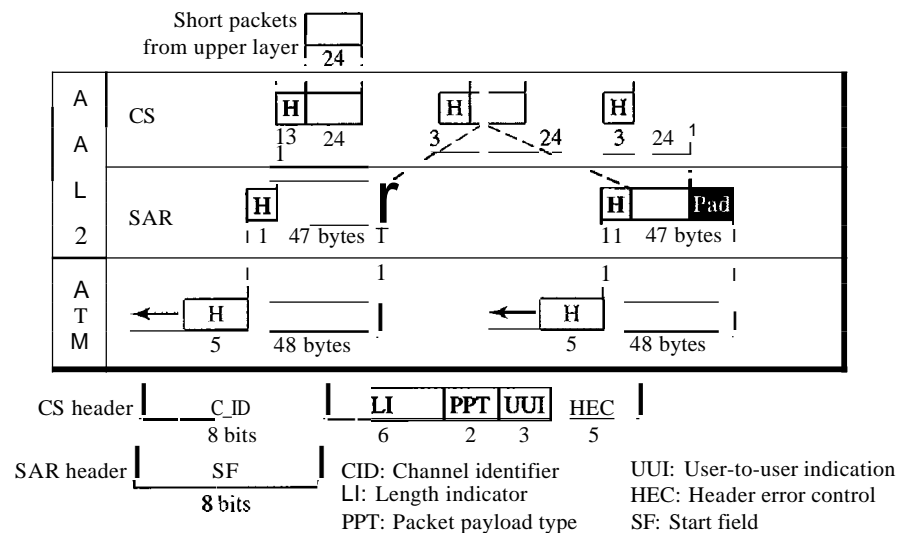 Short packets
from upper layer
24
A A L 2
CS
H H H
13 24 3 24 3 24 1
1
SAR
H r H Pad
1 47 bytes T 11 47 bytes
1 1
A T M
H H
5 48 bytes 5 48 bytes
CS header C_ID LI PPT UUI HEC
8 bits 6 2 3 5
SAR header SF
8 bits
CID: Channel identifier
LI: Length indicator
PPT: Packet payload type
UUI: User-to-user indication
HEC: Header error control
SF: Start field